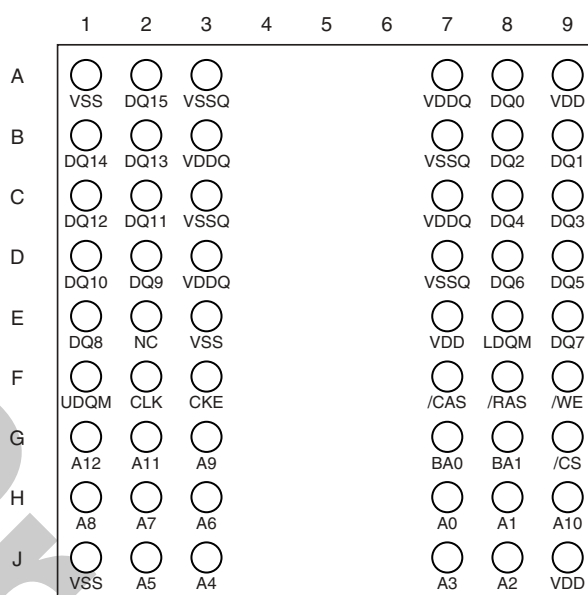 1 2 3 4 5 6 7 8 9
A
VSS DQ15 VSSQ VDDQ DQ0 VDD
B
DQ14 DQ13 VDDQ VSSQ DQ2 DQ1
C
DQ12 DQ11 VSSQ VDDQ DQ4 DQ3
D
DQ10 DQ9 VDDQ VSSQ DQ6 DQ5
E
DQ8 NC VSS VDD LDQM DQ7
F
UDQM CLK CKE /CAS /RAS /WE
G
A12 A11 A9 BA0 BA1 /CS
H
A8 A7 A6 A0 A1 A10
J
VSS A5 A4 A3 A2 VDD